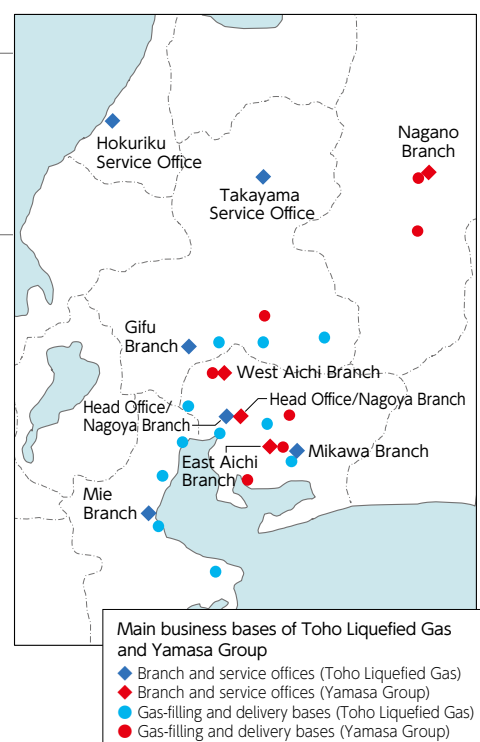 Nagano
Branch
Hokuriku
Service Office
Takayama
Service Office
Gifu
Branch
West Aichi Branch
Head Office/Nagoya Branch
Head Office/
Nagoya Branch
East Aichi
Branch
Mikawa Branch
Mie
Branch
Main business bases of Toho Liquefied Gas
and Yamasa Group
Branch and service offices (Toho Liquefied Gas)
Branch and service offices (Yamasa Group)
Gas-filling and delivery bases (Toho Liquefied Gas)
Gas-filling and delivery bases (Yamasa Group)